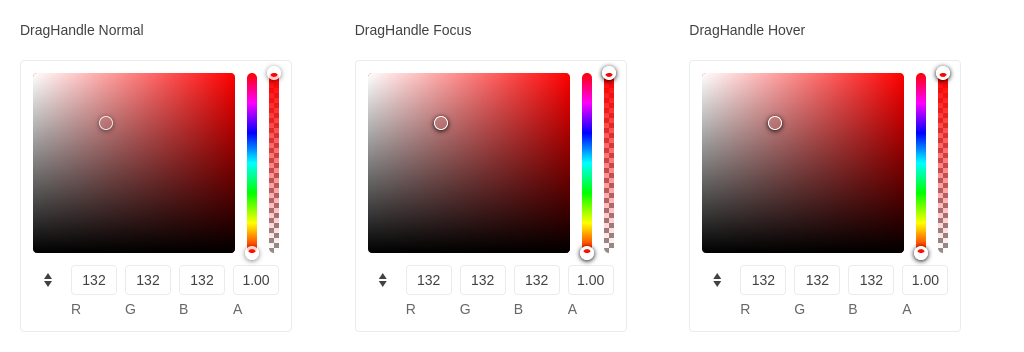 DragHandle Normal DragHandle Focus DragHandle Hover
132 132 132 1.00 132 132 132 1.00 132 132 132 1.00
R G B A R G B A R G B A